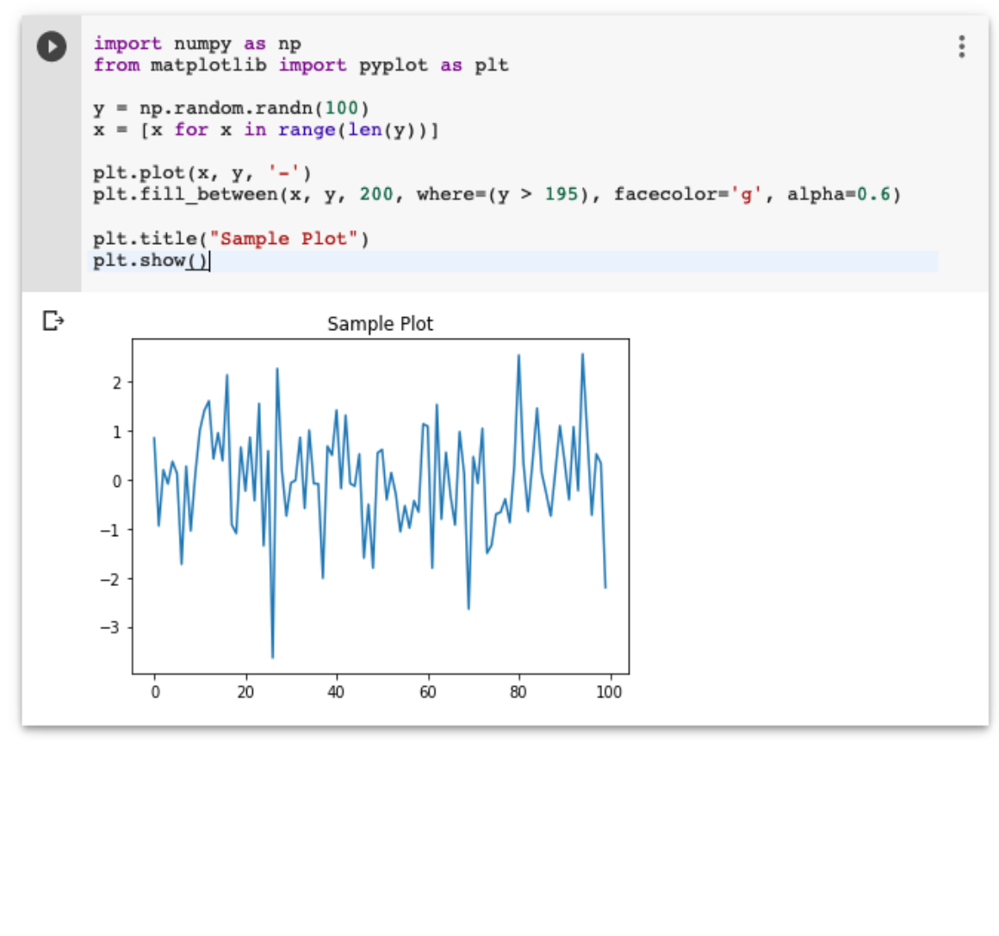 import numpy as np
from matplotlib import pyplot as plt
y = np.random.randn(100)
x = [x for x in range(len(y))]
plt.plot(x, y, '-')
plt.fill_between(x, y, 200, where=(y > 195), facecolor='g', alpha=0.6)
plt.title("Sample Plot")
plt.show()
Sample Plot
2
1
0
−1
−2
−3
0 20 40 60 80 100